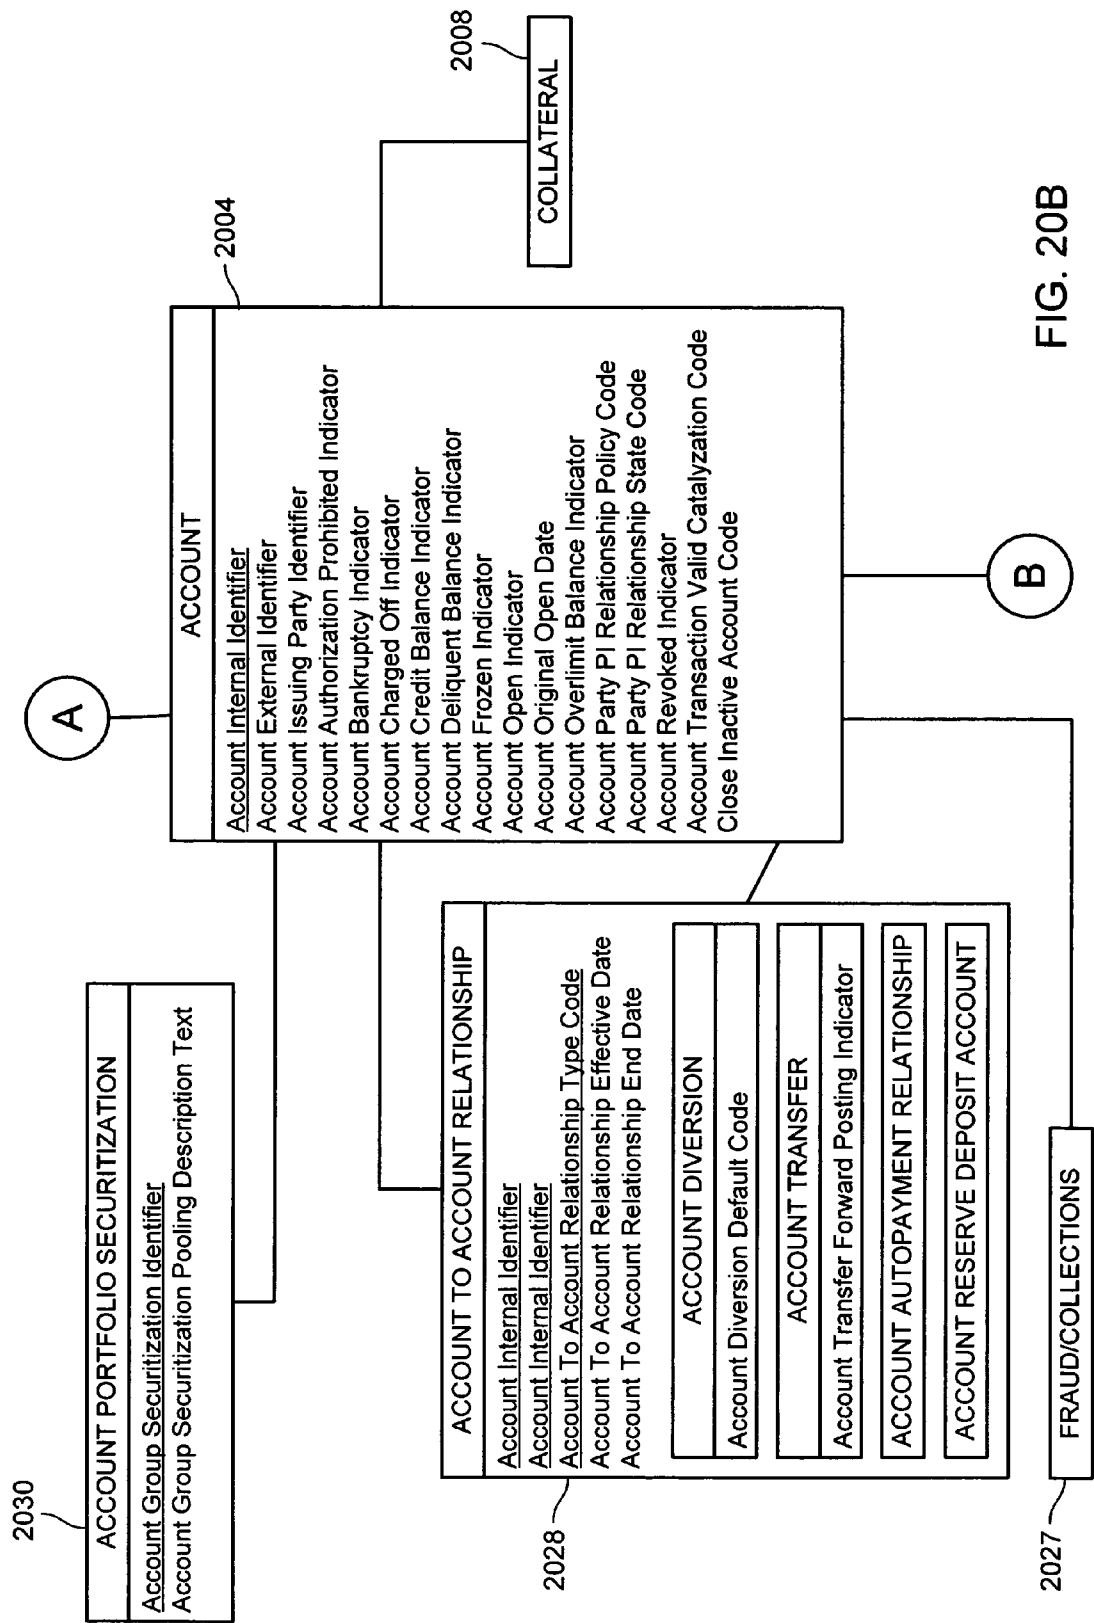 2030
ACCOUNT PORTFOLIO SECURITIZATION
Account Group Securitization Identifier
Account Group Securitization Pooling Description Text
A
ACCOUNT
2004
Account Internal Identifier
Account External Identifier
Account Issuing Party Identifier
Account Authorization Prohibited Indicator
Account Bankruptcy Indicator
Account Charged Off Indicator
Account Credit Balance Indicator
Account Deliquent Balance Indicator
Account Frozen Indicator
Account Open Indicator
Account Original Open Date
Account Overlimit Balance Indicator
Account Party PI Relationship Policy Code
Account Party PI Relationship State Code
Account Revoked Indicator
Account Transaction Valid Catalyzation Code
Close Inactive Account Code
2008
COLLATERAL
2028
ACCOUNT TO ACCOUNT RELATIONSHIP
Account Internal Identifier
Account Internal Identifier
Account To Account Relationship Type Code
Account To Account Relationship Effective Date
Account To Account Relationship End Date
ACCOUNT DIVERSION
Account Diversion Default Code
ACCOUNT TRANSFER
Account Transfer Forward Posting Indicator
ACCOUNT AUTOPAYMENT RELATIONSHIP
ACCOUNT RESERVE DEPOSIT ACCOUNT
2027
FRAUD/COLLECTIONS
B
FIG. 20B